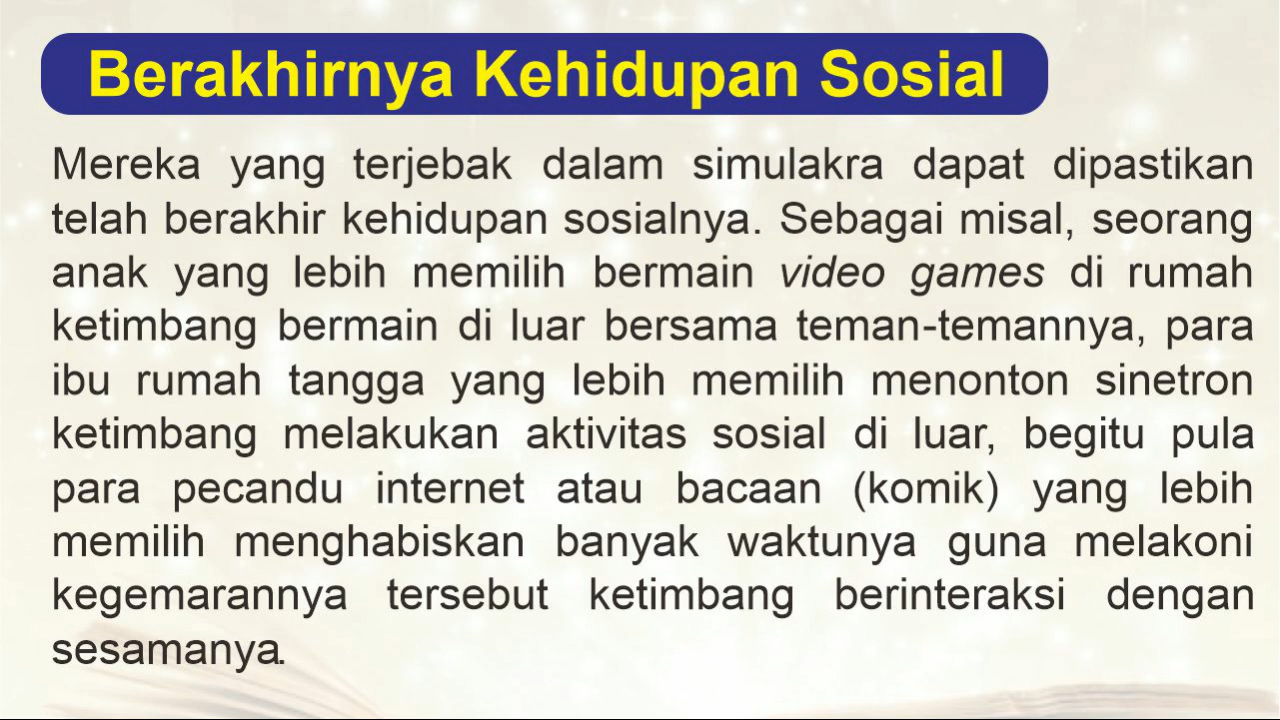 Berakhirnya Kehidupan Sosial
Mereka yang terjebak dalam simulakra dapat dipastikan
telah berakhir kehidupan sosialnya. Sebagai misal, seorang
anak yang lebih memilih bermain video games di rumah
ketimbang bermain di luar bersama teman-temannya, para
ibu rumah tangga yang lebih memilih menonton sinetron
ketimbang melakukan aktivitas sosial di luar, begitu pula
para pecandu internet atau bacaan (komik) yang lebih
memilih menghabiskan banyak waktunya guna melakoni
kegemarannya tersebut ketimbang berinteraksi dengan
sesamanya.